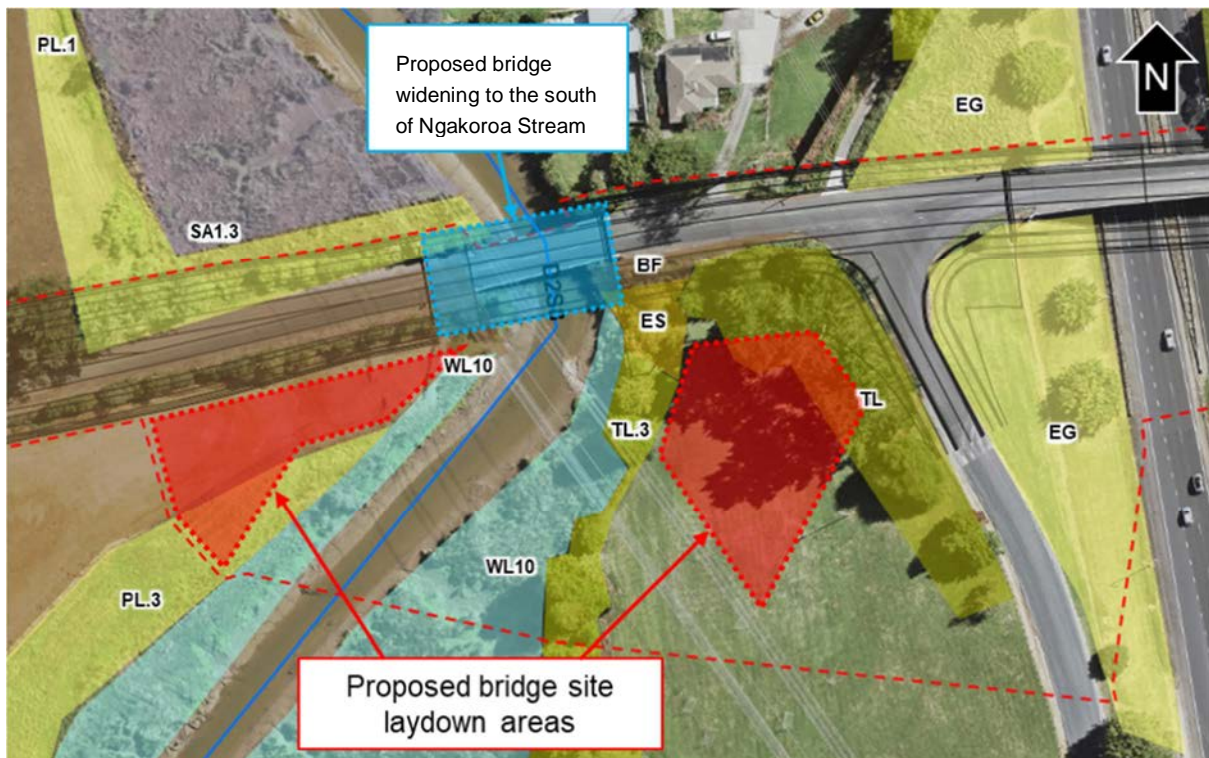 PL.1
Proposed bridge
widening to the south
of Ngakoroa Stream
N
EG
SA1.3
BF
ES
WL10
TL
TL.3
EG
WL10
PL.3
Proposed bridge site
laydown areas